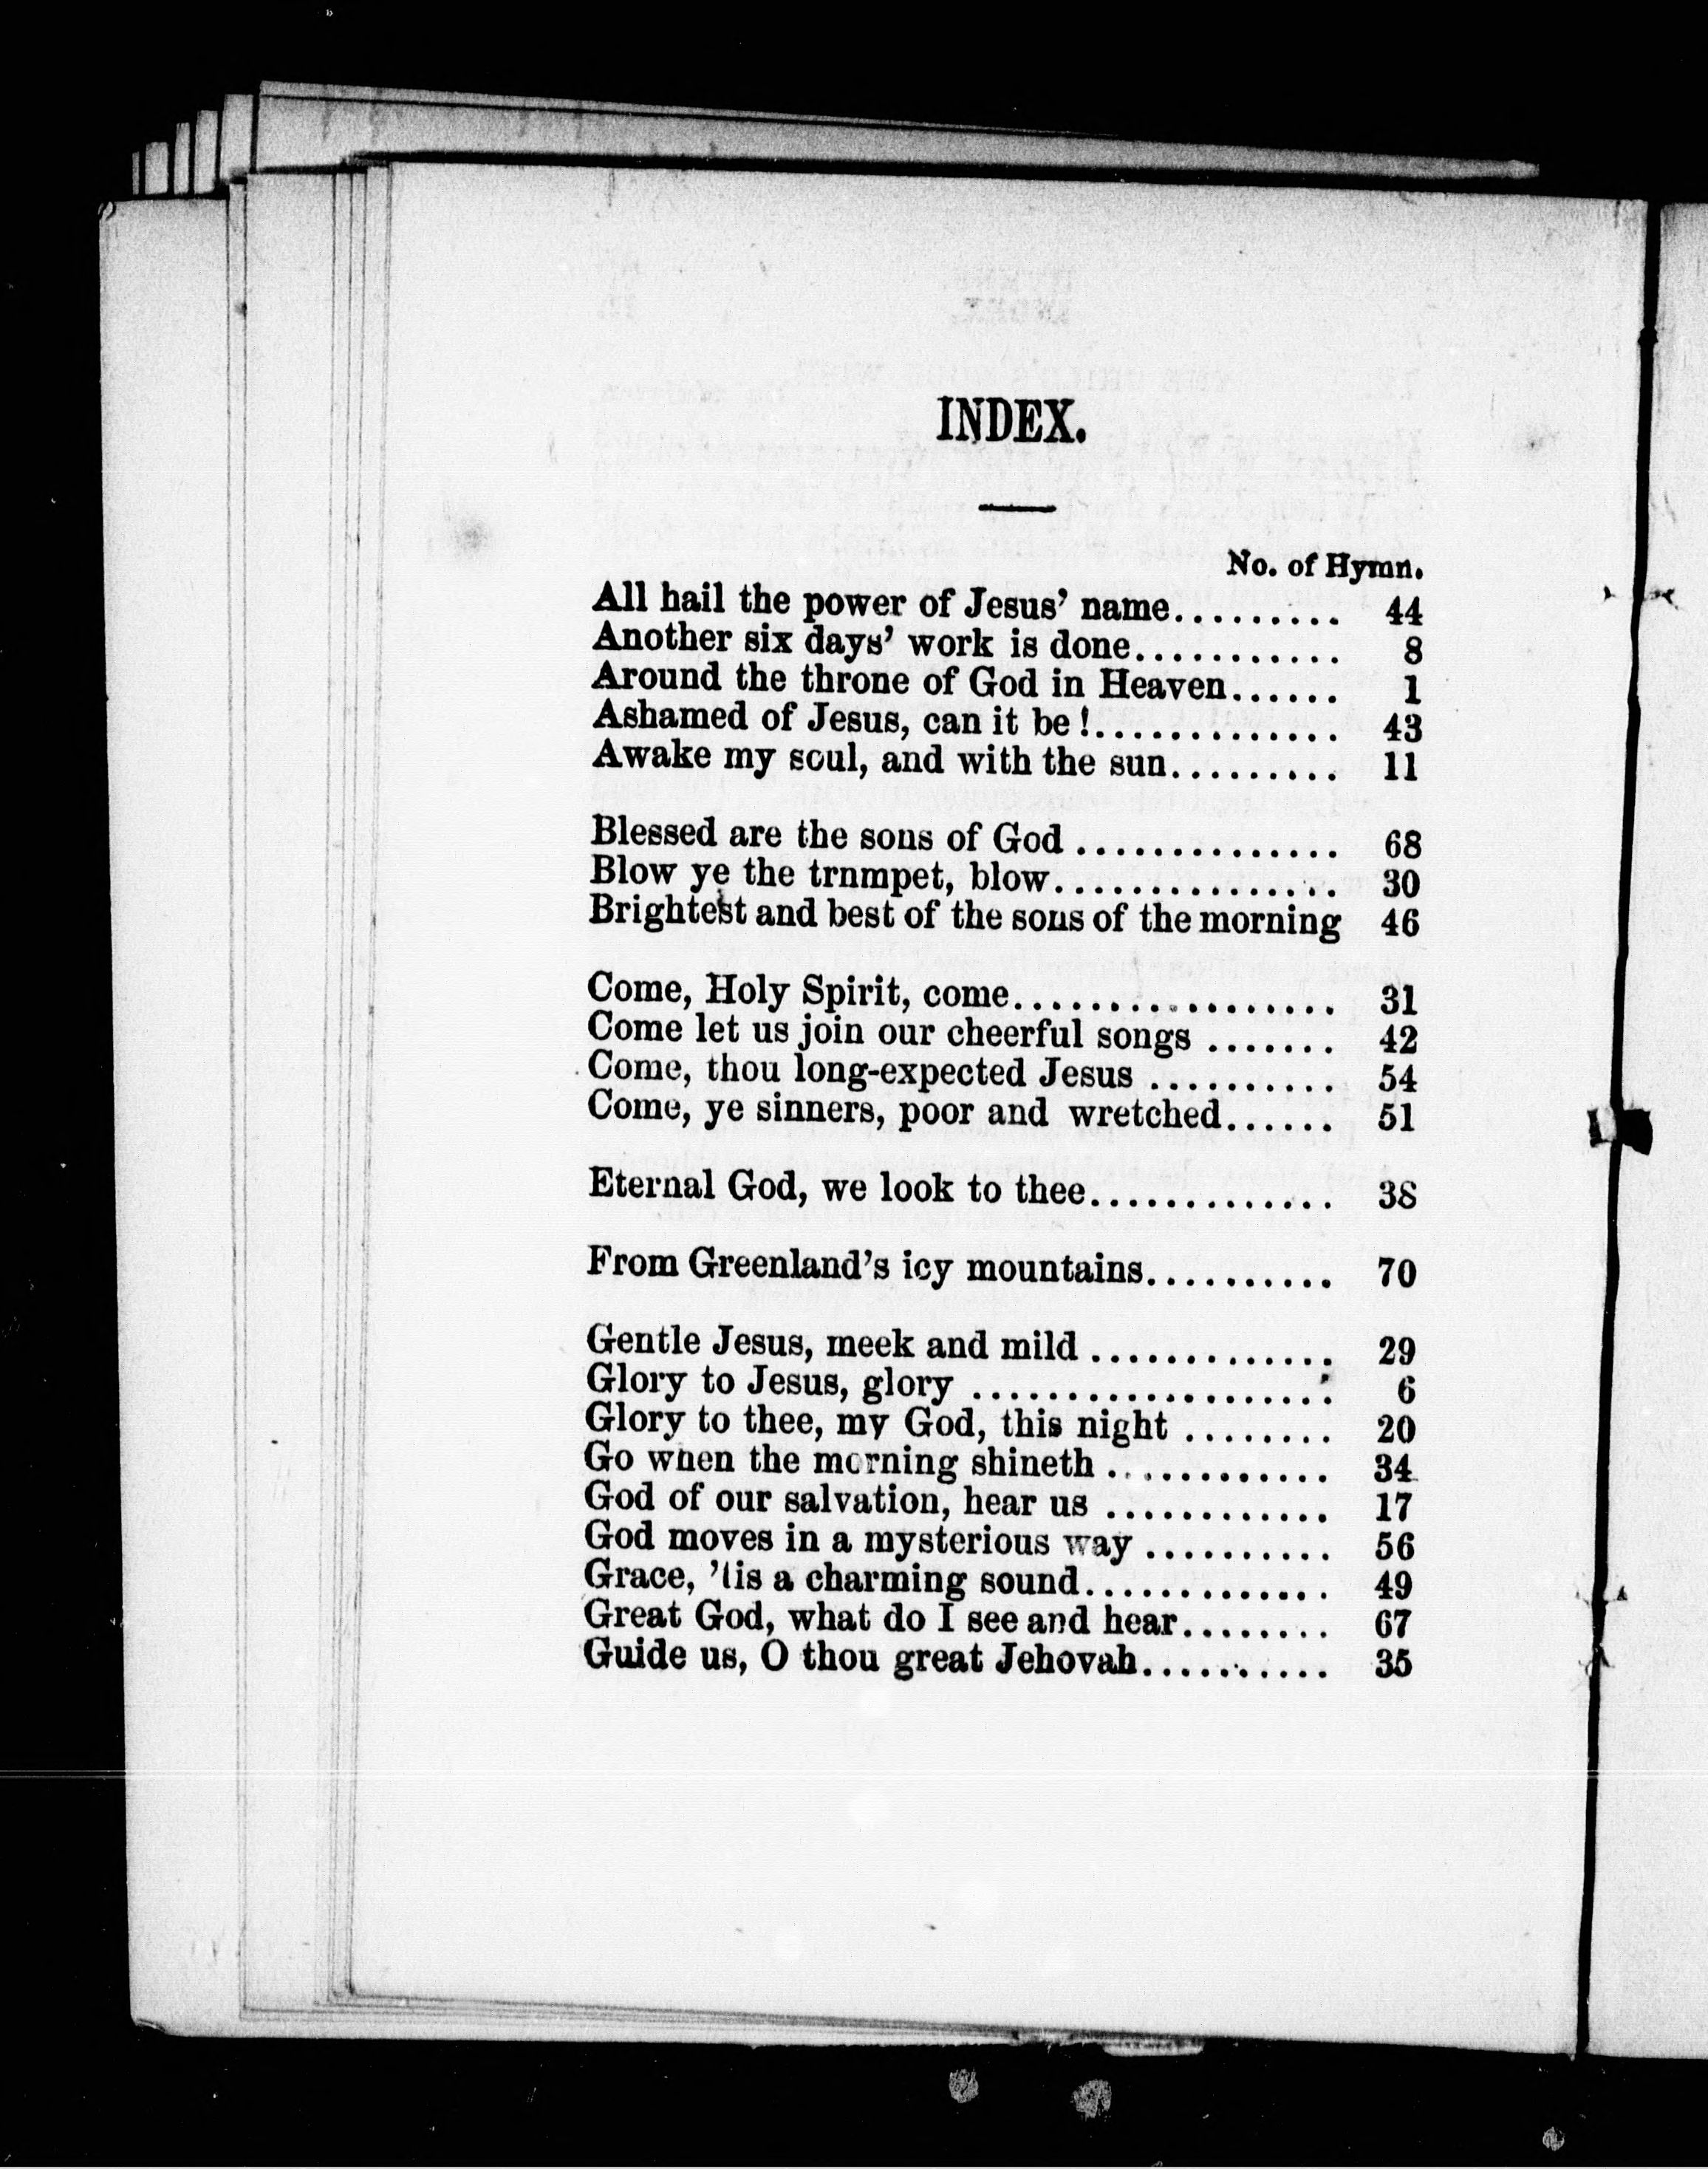 INDEX.
No. of Hymn.
All hail the power of Jesus' name......... 44
Another six days' work is done........... 8
Around the throne of God in Heaven...... 1
Ashamed of Jesus, can it be!............. 43
Awake my soul, and with the sun......... 11
Blessed are the sons of God .............. 68
Blow ye the trnmpet, blow............... 30
Brightest and best of the sons of the morning 46
Come, Holy Spirit, come................. 31
Come let us join our cheerful songs ....... 42
Come, thou long-expected Jesus .......... 54
Come, ye sinners, poor and wretched...... 51
Eternal God, we look to thee............. 38
From Greenland's icy mountains.......... 70
Gentle Jesus, meek and mild ............. 29
Glory to Jesus, glory ................... 6
Glory to thee, my God, this night ........ 20
Go when the morning shineth ............ 34
God of our salvation, hear us ............ 17
God moves in a mysterious way .......... 56
Grace, 'tis a charming sound............. 49
Great God, what do I see and hear........ 67
Guide us, O thou great Jehovah.......... 35